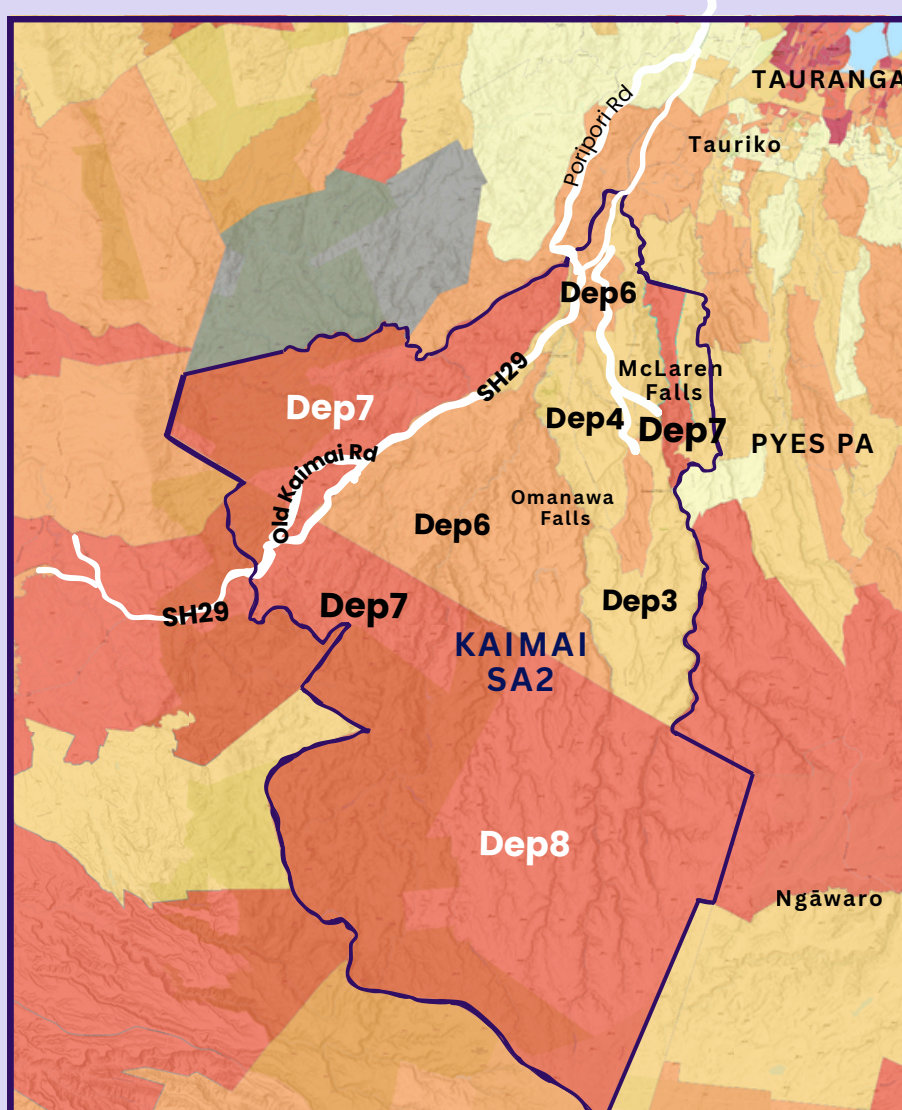 TAURANGA
Poripori Rd
Tauriko
Dep6
SH29
McLaren
Falls
Dep7
Dep4
Dep7
PYES PA
Old Kaimai Rd
Omanawa
Falls
Dep6
Dep3
Dep7
SH29
KAIMAI
SA2
Dep8
Ngāwaro